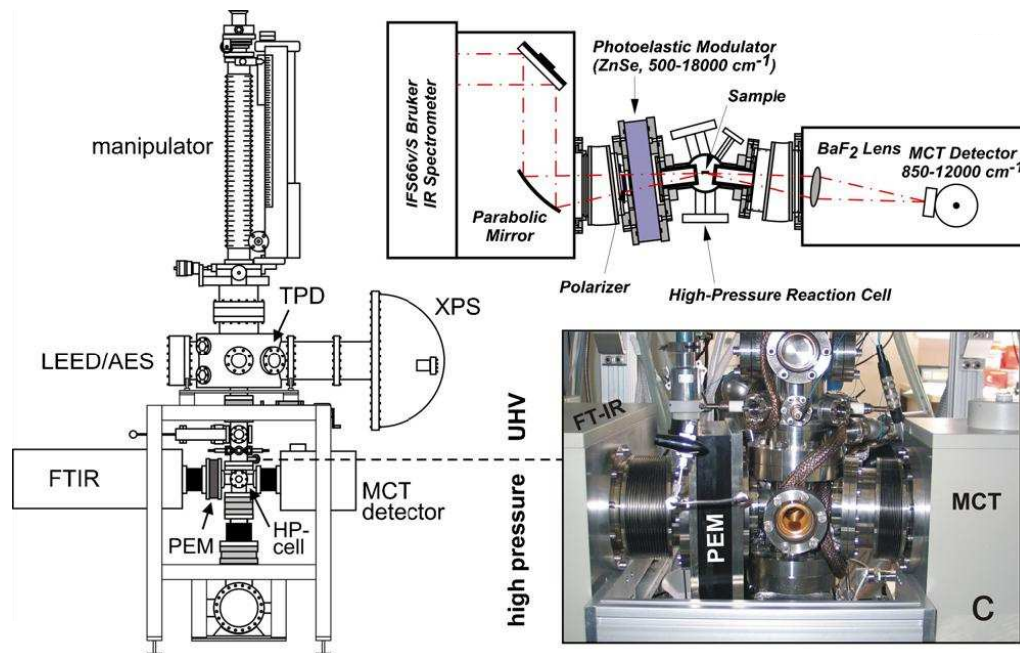 manipulator
TPD
XPS
LEED/AES
FTIR
PEM
HP-
cell
MCT
detector
UHV
high pressure
IFS66v/S Bruker
IR Spectrometer
Parabolic
Mirror
Photoelastic Modulator
(ZnSe, 500-18000 cm⁻¹)
Sample
BaF₂ Lens
MCT Detector
850-12000 cm⁻¹
Polarizer
High-Pressure Reaction Cell
FT-IR
PEM
MCT
C